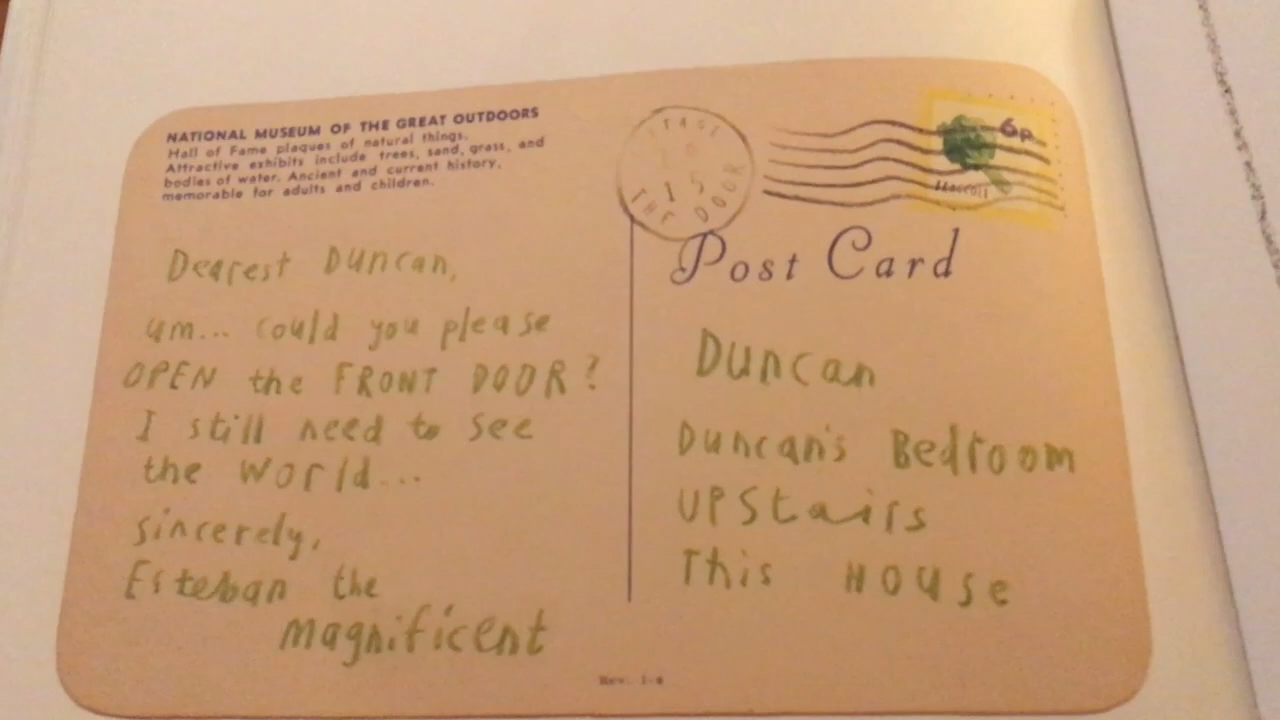 NATIONAL MUSEUM OF THE GREAT OUTDOORS
Hall of Fame plaques of natural things.
Attractive exhibits include trees, sand, grass, and
bodies of water. Ancient and current history,
memorable for adults and children.
Dearest Duncan,
um... could you please
OPEN the FRONT DOOR?
I still need to see
the world...
sincerely,
Esteban the
magnificent
15
THE DOOR
6p
Post Card
Duncan
Duncan's Bedroom
UPStairs
This House
Rev.